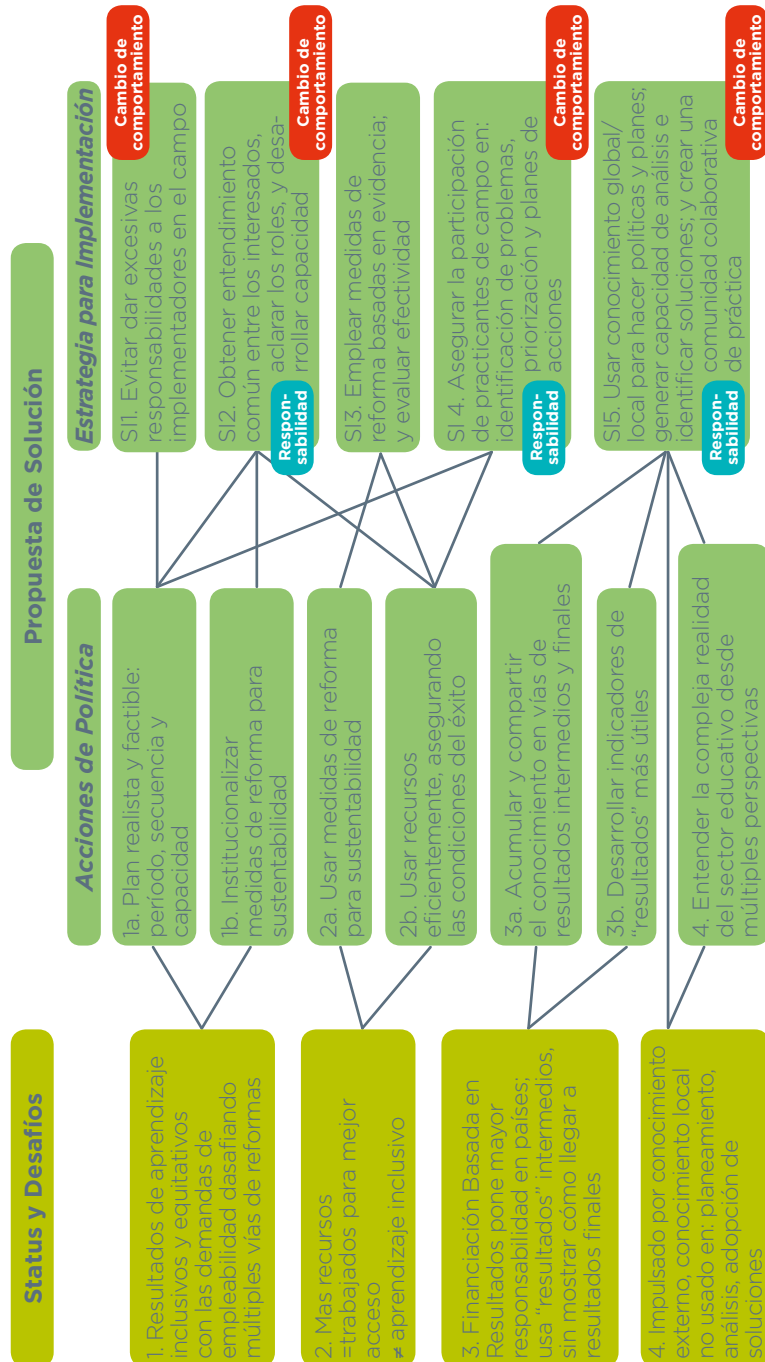 Status y Desafíos
1. Resultados de aprendizaje
inclusivos y equitativos
con las demandas de
empleabilidad dasafiando
múltiples vías de reformas
2. Mas recursos
=trabajados para mejor
acceso
≠ aprendizaje inclusivo
3. Financiación Basada en
Resultados pone mayor
responsabilidad en países;
usa “resultados” intermedios,
sin mostrar cómo llegar a
resultados finales
4. Impulsado por conocimiento
externo, conocimiento local
no usado en: planeamiento,
análisis, adopción de
soluciones
Propuesta de Solución
Acciones de Política
1a. Plan realista y factible:
período, secuencia y
capacidad
1b. Institucionalizar
medidas de reforma para
sustentabilidad
2a. Usar medidas de reforma
para sustentabilidad
2b. Usar recursos
eficientemente, asegurando
las condiciones del éxito
3a. Acumular y compartir
el conocimiento en vías de
resultados intermedios y finales
3b. Desarrollar indicadores de
“resultados” más útiles
4. Entender la compleja realidad
del sector educativo desde
múltiples perspectivas
Estrategia para Implementación
SI1. Evitar dar excesivas
responsabilidades a los
implementadores en el campo
Cambio de
comportamiento
SI2. Obtener entendimiento
común entre los interesados,
aclarar los roles, y desa-
rrollar capacidad
Respon-
sabilidad
Cambio de
comportamiento
SI3. Emplear medidas de
reforma basadas en evidencia;
y evaluar efectividad
SI 4. Asegurar la participación
de practicantes de campo en:
identificación de problemas,
priorización y planes de
acciones
Respon-
sabilidad
Cambio de
comportamiento
SI5. Usar conocimiento global/
local para hacer políticas y planes;
generar capacidad de análisis e
identificar soluciones; y crear una
comunidad colaborativa
de práctica
Respon-
sabilidad
Cambio de
comportamiento